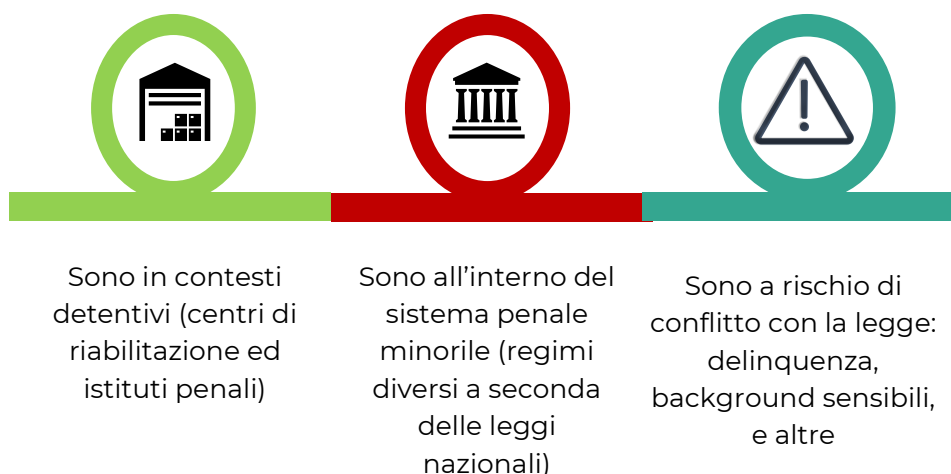 Sono in contesti
detentivi (centri di
riabilitazione ed
istituti penali)
Sono all’interno del
sistema penale
minorile (regimi
diversi a seconda
delle leggi
nazionali)
Sono a rischio di
conflitto con la legge:
delinquenza,
background sensibili,
e altre